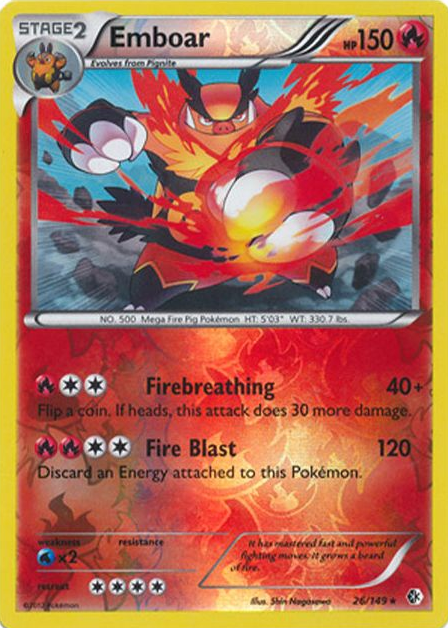 STAGE2
Emboar
HP150
Evolves from Pignite
NO. 500 Mega Fire Pig Pokémon HT: 5'03" WT: 330.7 lbs.
Firebreathing 40+
Flip a coin. If heads, this attack does 30 more damage.
Fire Blast 120
Discard an Energy attached to this Pokémon.
weakness resistance
×2
retreat
It has mastered fast and powerful
fighting moves. It grows a beard
of fire.
©2012 Pokémon
Illus. Shin Nagasawa
26/149 ★